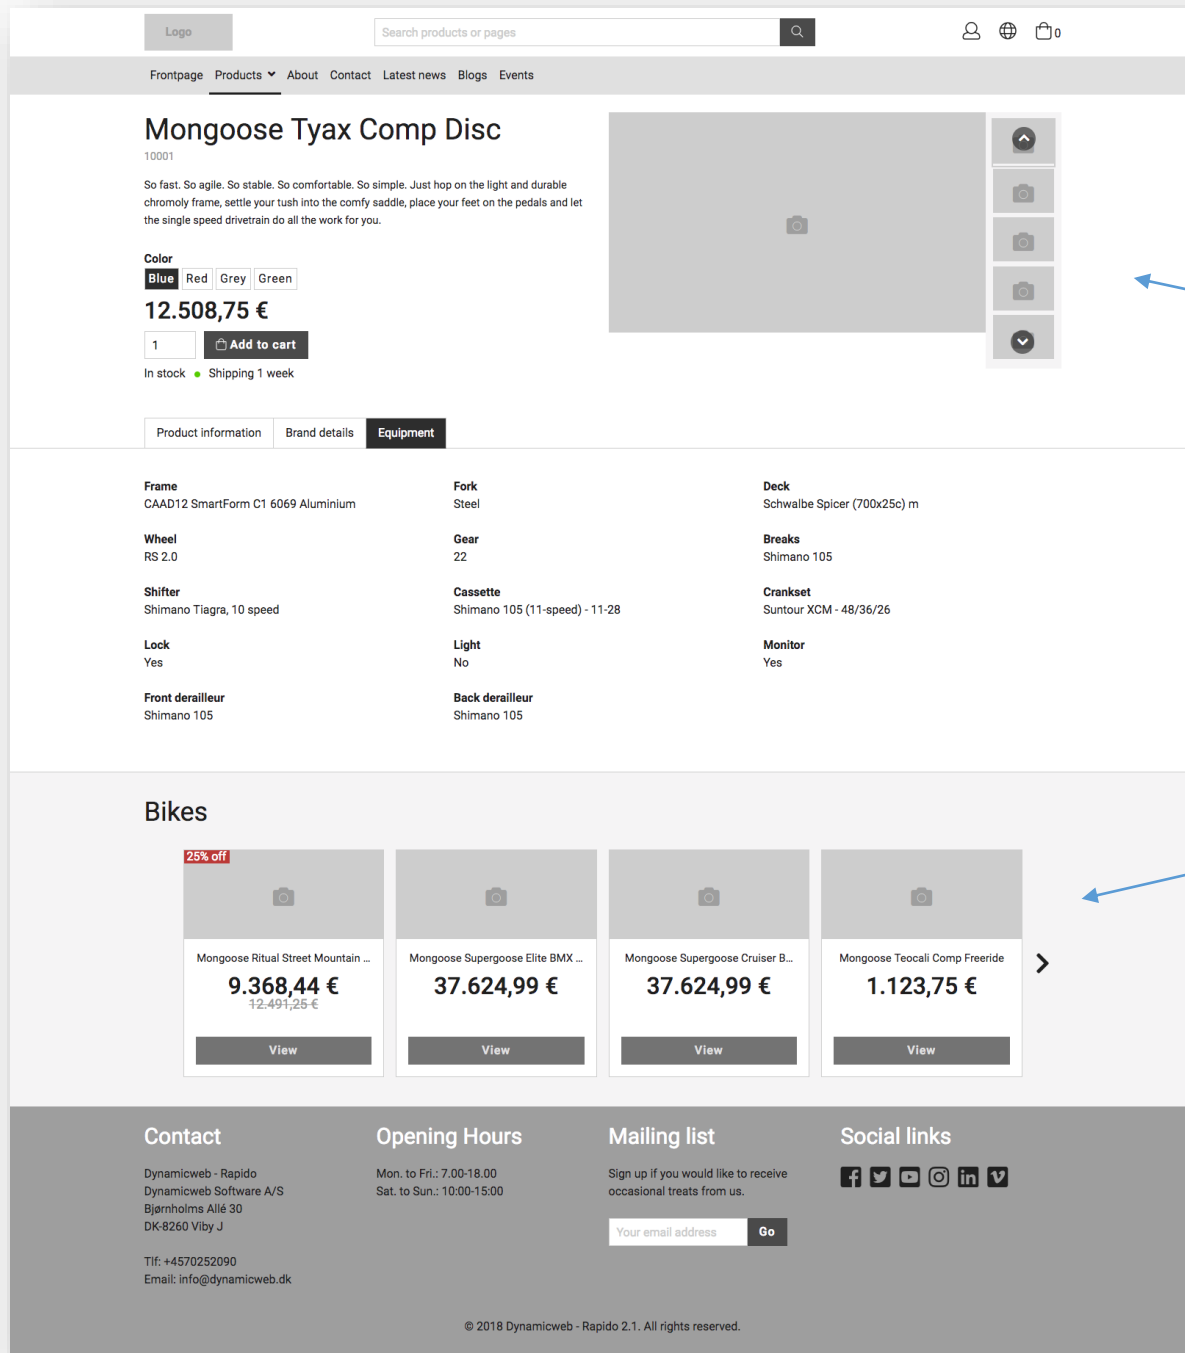 Logo
Search products or pages
0
Frontpage Products About Contact Latest news Blogs Events
Mongoose Tyax Comp Disc
10001
So fast. So agile. So stable. So comfortable. So simple. Just hop on the light and durable
chromoly frame, settle your tush into the comfy saddle, place your feet on the pedals and let
the single speed drivetrain do all the work for you.
Color
Blue Red Grey Green
12.508,75 €
1 Add to cart
In stock Shipping 1 week
Product information Brand details Equipment
Frame
CAAD12 SmartForm C1 6069 Aluminium
Fork
Steel
Deck
Schwalbe Spicer (700x25c) m
Wheel
RS 2.0
Gear
22
Breaks
Shimano 105
Shifter
Shimano Tiagra, 10 speed
Cassette
Shimano 105 (11-speed) - 11-28
Crankset
Suntour XCM - 48/36/26
Lock
Yes
Light
No
Monitor
Yes
Front derailleur
Shimano 105
Back derailleur
Shimano 105
Bikes
25% off
Mongoose Ritual Street Mountain ...
9.368,44 €
12.491,25 €
View
Mongoose Supergoose Elite BMX ...
37.624,99 €
View
Mongoose Supergoose Cruiser B...
37.624,99 €
View
Mongoose Teocali Comp Freeride
1.123,75 €
View
Contact
Dynamicweb - Rapido
Dynamicweb Software A/S
Bjørnholms Allé 30
DK-8260 Viby J
Tlf: +4570252090
Email: info@dynamicweb.dk
Opening Hours
Mon. to Fri.: 7.00-18.00
Sat. to Sun.: 10:00-15:00
Mailing list
Sign up if you would like to receive
occasional treats from us.
Your email address Go
Social links
© 2018 Dynamicweb - Rapido 2.1. All rights reserved.